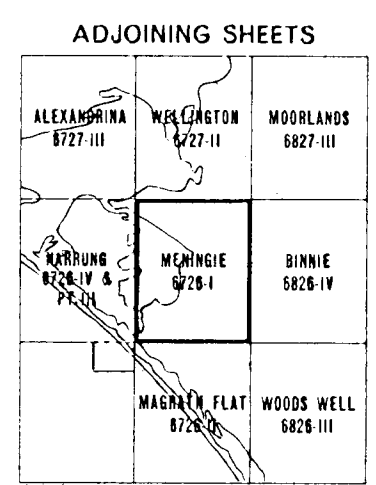 ADJOINING SHEETS
ALEXANDRINA
6727-III
WELLINGTON
6727-II
MOORLANDS
6827-III
NARRUNG
6726-IV &
PT. III
MENINGIE
6726-I
BINNIE
6826-IV
MAGRATH FLAT
6726-II
WOODS WELL
6826-III